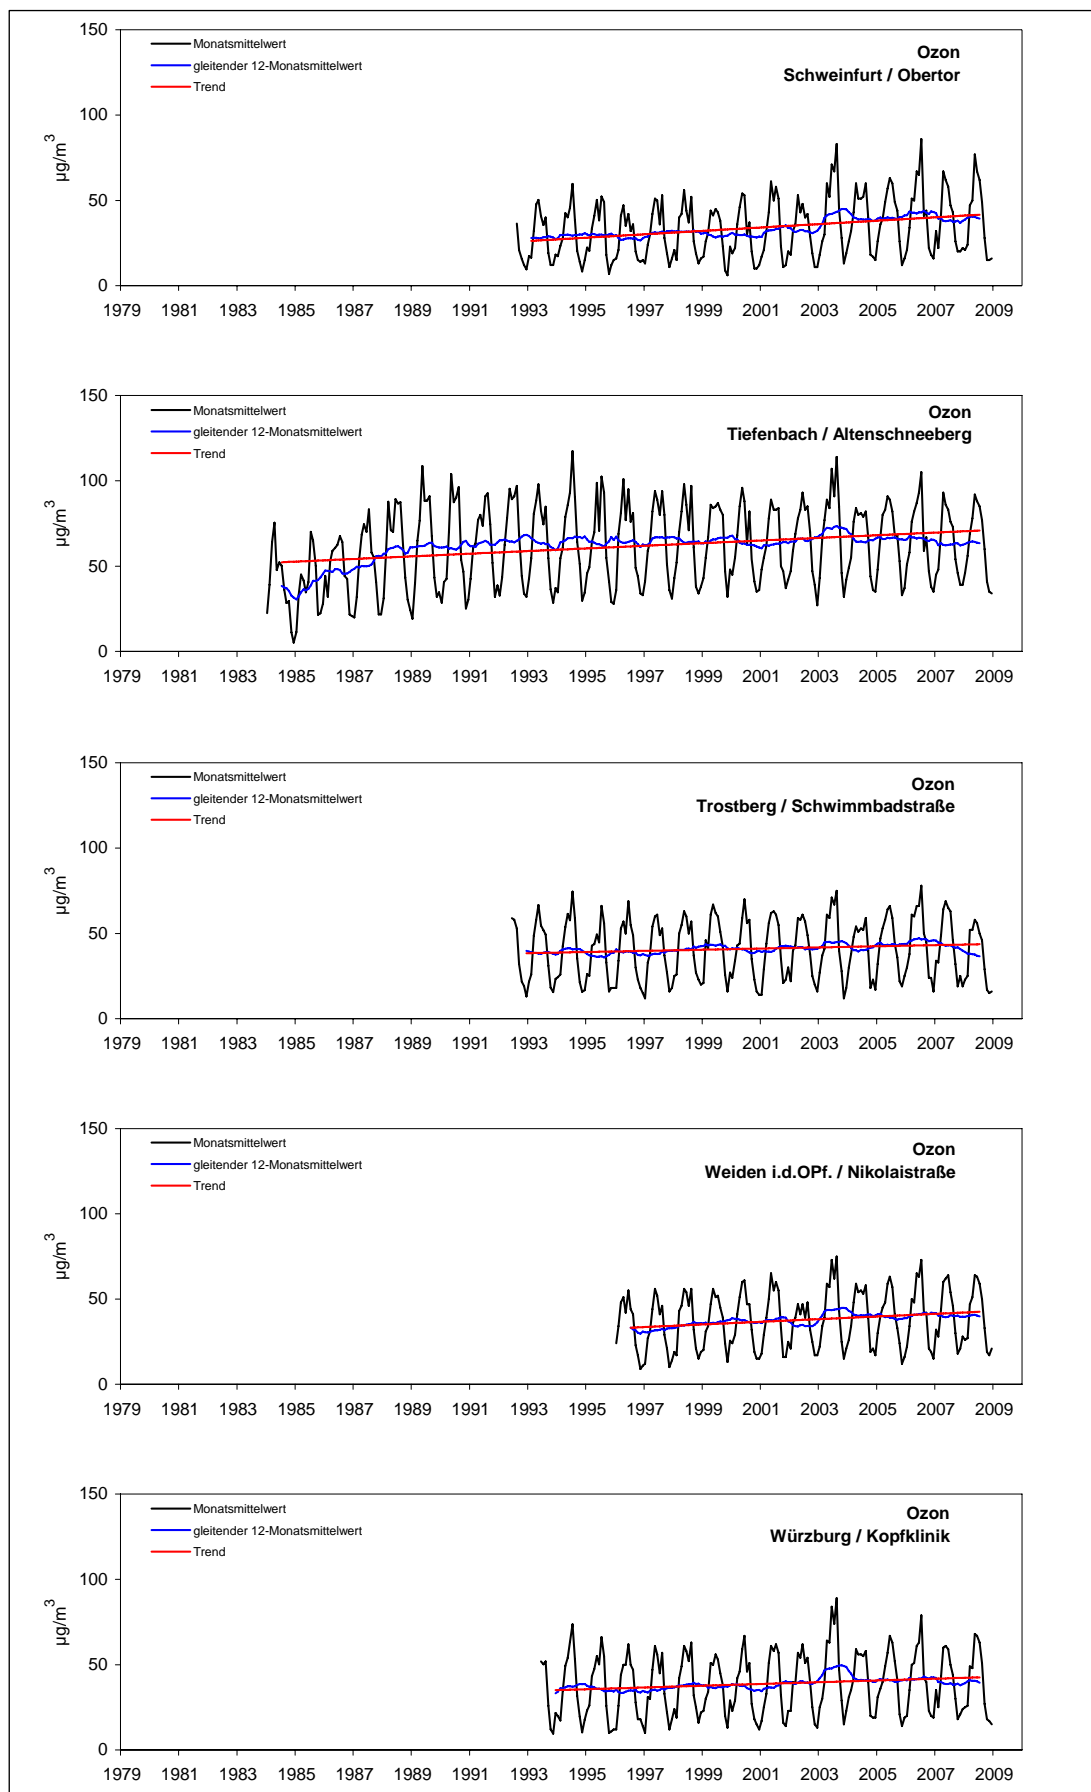 150
Monatsmittelwert
Ozon
gleitender 12-Monatsmittelwert
Schweinfurt / Obertor
Trend
100
µg/m³
50
0
1979 1981 1983 1985 1987 1989 1991 1993 1995 1997 1999 2001 2003 2005 2007 2009
150
Monatsmittelwert
Ozon
gleitender 12-Monatsmittelwert
Tiefenbach / Altenschneeberg
Trend
100
µg/m³
50
0
1979 1981 1983 1985 1987 1989 1991 1993 1995 1997 1999 2001 2003 2005 2007 2009
150
Monatsmittelwert
Ozon
gleitender 12-Monatsmittelwert
Trostberg / Schwimmbadstraße
Trend
100
µg/m³
50
0
1979 1981 1983 1985 1987 1989 1991 1993 1995 1997 1999 2001 2003 2005 2007 2009
150
Monatsmittelwert
Ozon
gleitender 12-Monatsmittelwert
Weiden i.d.OPf. / Nikolaistraße
Trend
100
µg/m³
50
0
1979 1981 1983 1985 1987 1989 1991 1993 1995 1997 1999 2001 2003 2005 2007 2009
150
Monatsmittelwert
Ozon
gleitender 12-Monatsmittelwert
Würzburg / Kopfklinik
Trend
100
µg/m³
50
0
1979 1981 1983 1985 1987 1989 1991 1993 1995 1997 1999 2001 2003 2005 2007 2009